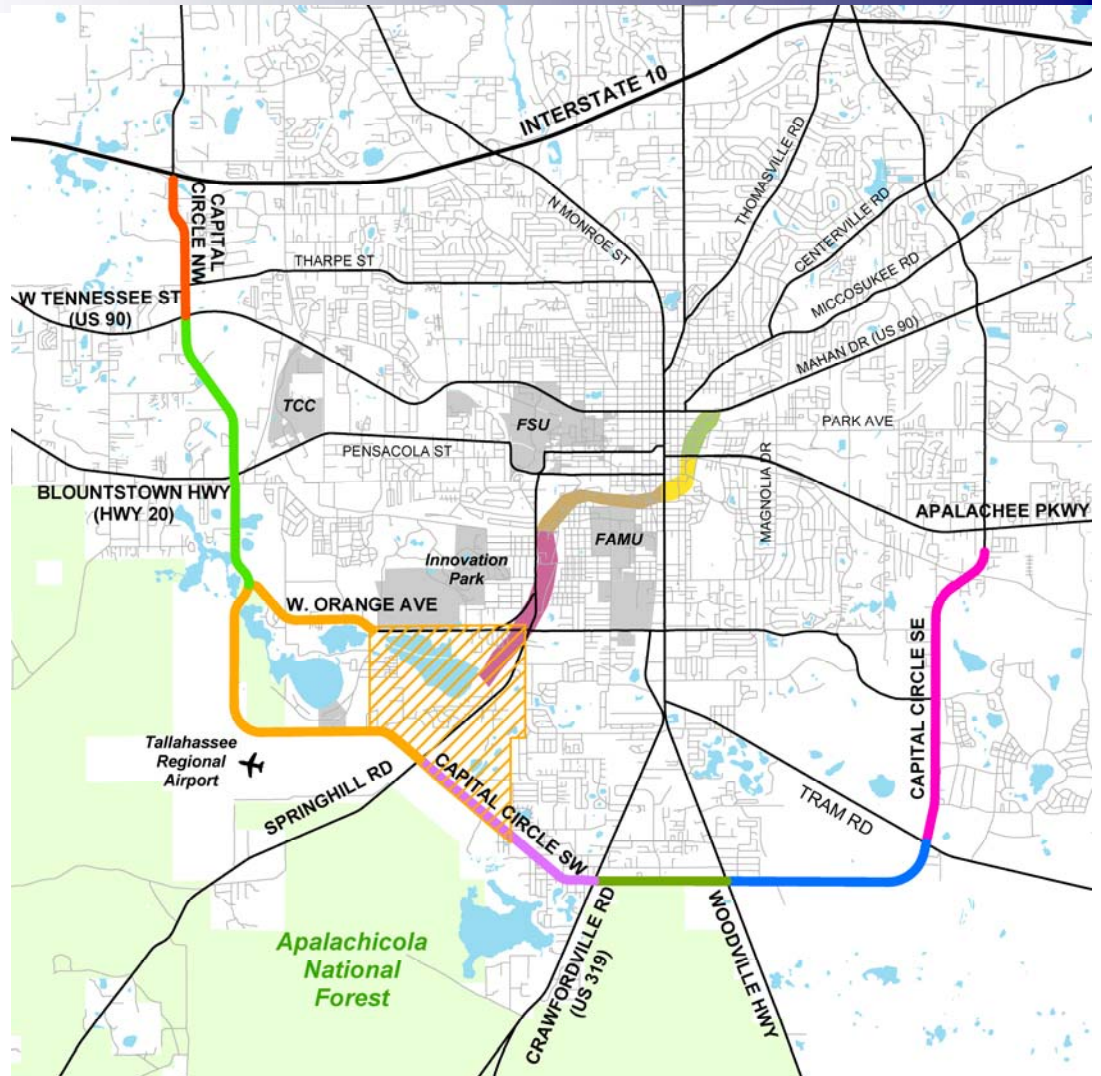 INTERSTATE 10
CAPITAL
CIRCLE NW
N MONROE ST
THOMASVILLE RD
CENTERVILLE RD
MICCOSUKEE RD
MAHAN DR (US 90)
THARPE ST
W TENNESSEE ST
(US 90)
TCC
FSU
PARK AVE
PENSACOLA ST
MAGNOLIA DR
BLOUNTSTOWN HWY
(HWY 20)
APALACHEE PKWY
FAMU
Innovation
Park
W. ORANGE AVE
CAPITAL CIRCLE SE
Tallahassee
Regional
Airport
SPRINGHILL RD
CAPITAL CIRCLE SW
TRAM RD
CRAWFORDVILLE RD
(US 319)
WOODVILLE HWY
Apalachicola
National
Forest